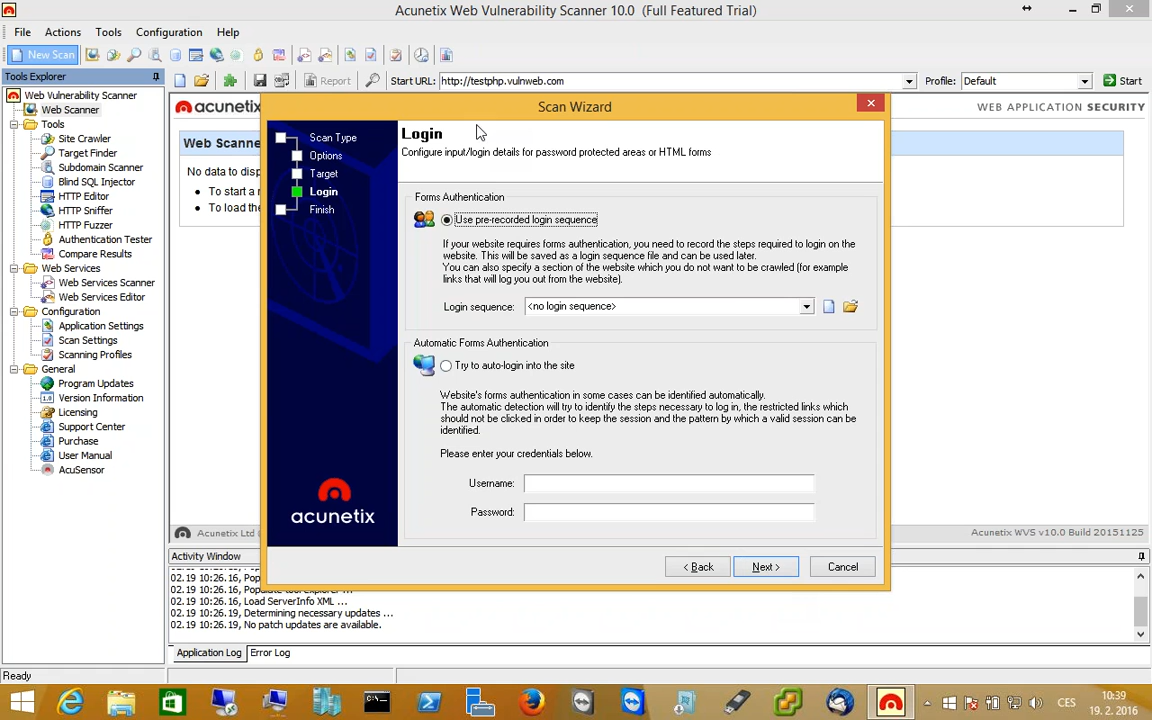 Acunetix Web Vulnerability Scanner 10.0 (Full Featured Trial)
File Actions Tools Configuration Help
New Scan
Tools Explorer
Report
Start URL: http://testphp.vulnweb.com
Profile: Default
Start
Web Vulnerability Scanner
Web Scanner
Tools
Site Crawler
Target Finder
Subdomain Scanner
Blind SQL Injector
HTTP Editor
HTTP Sniffer
HTTP Fuzzer
Authentication Tester
Compare Results
Web Services
Web Services Scanner
Web Services Editor
Configuration
Application Settings
Scan Settings
Scanning Profiles
General
Program Updates
Version Information
Licensing
Support Center
Purchase
User Manual
AcuSensor
acunetix
WEB APPLICATION SECURITY
Web Scanne
No data to disp
To start a
To load the
Scan Wizard
Scan Type
Options
Target
Login
Finish
acunetix
Login
Configure input/login details for password protected areas or HTML forms
Forms Authentication
Use pre-recorded login sequence
If your website requires forms authentication, you need to record the steps required to login on the
website. This will be saved as a login sequence file and can be used later.
You can also specify a section of the website which you do not want to be crawled (for example
links that will log you out from the website).
Login sequence: <no login sequence>
Automatic Forms Authentication
Try to auto-login into the site
Website's forms authentication in some cases can be identified automatically.
The automatic detection will try to identify the steps necessary to log in, the restricted links which
should not be clicked in order to keep the session and the pattern by which a valid session can be
identified.
Please enter your credentials below.
Username:
Password:
< Back Next > Cancel
Acunetix Ltd
Acunetix WVS v10.0 Build 20151125
Activity Window
02.19 10:26.16, Populate tool explorer ...
02.19 10:26.16, Load ServerInfo XML ...
02.19 10:26.19, Determining necessary updates ...
02.19 10:26.19, No patch updates are available.
Application Log Error Log
Ready
CES
10:39
19. 2. 2016